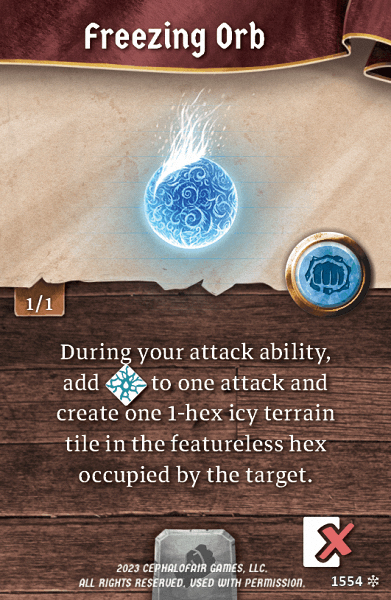 Freezing Orb
1/1
During your attack ability,
add to one attack and
create one 1-hex icy terrain
tile in the featureless hex
occupied by the target.
2023 CEPHALOFAIR GAMES, LLC.
ALL RIGHTS RESERVED. USED WITH PERMISSION.
1554